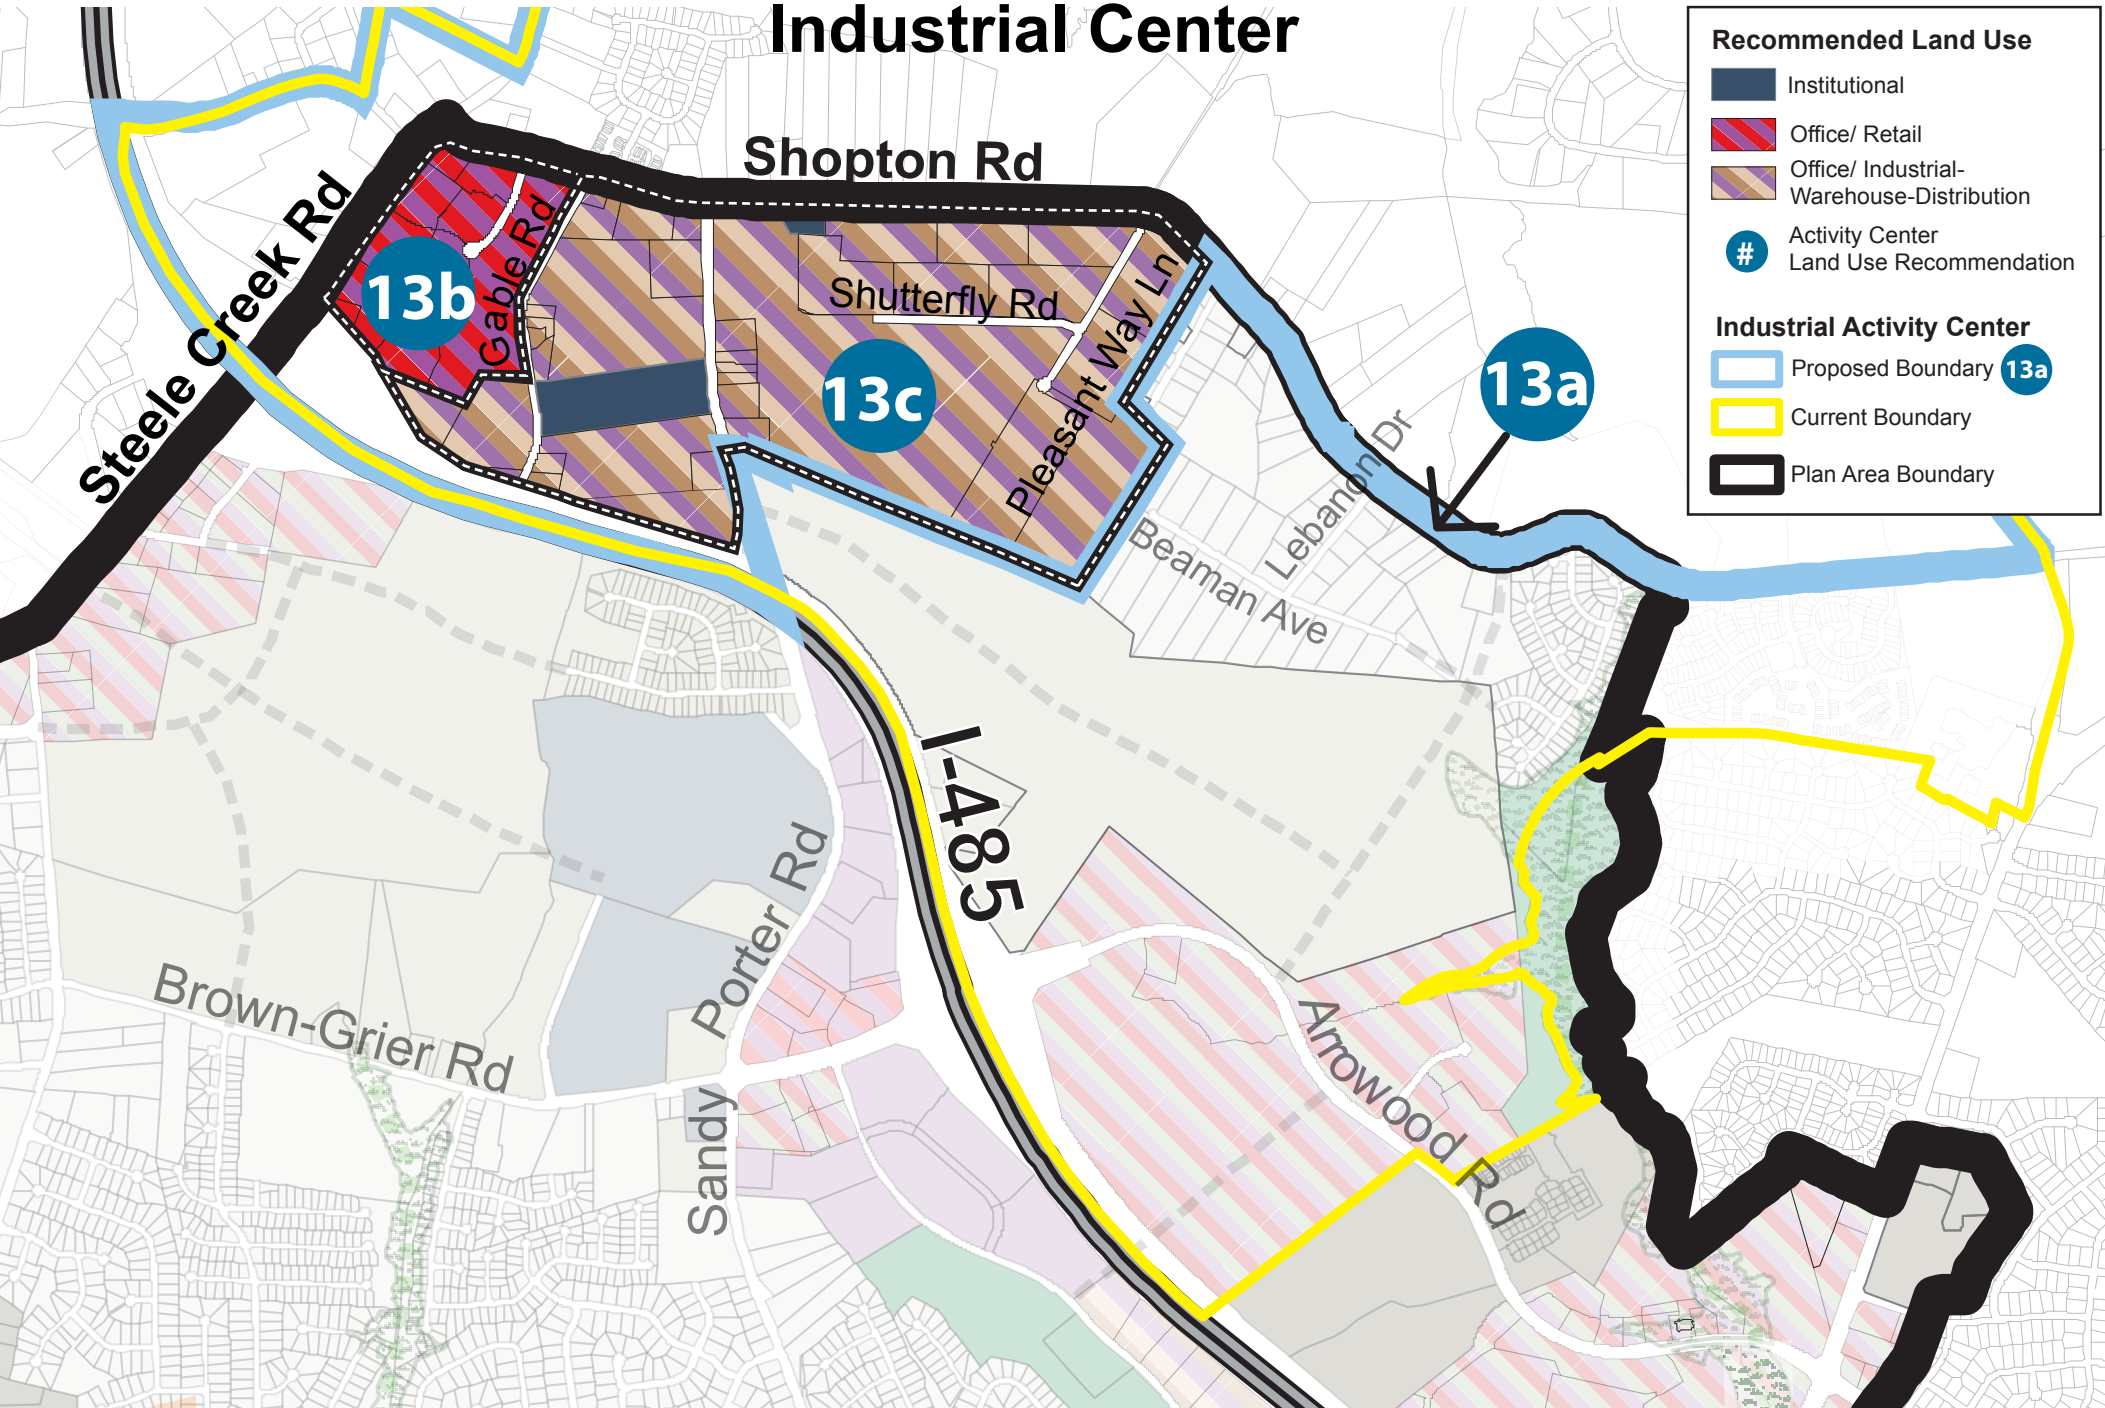 Industrial Center
Recommended Land Use
Institutional
Office/ Retail
Office/ Industrial-
Warehouse-Distribution
#
Activity Center
Land Use Recommendation
Industrial Activity Center
Proposed Boundary 13a
Current Boundary
Plan Area Boundary
Shopton Rd
Steele Creek Rd
13b
Gable Rd
Shutterfly Rd
13c
Pleasant Way Ln
13a
Lebanon Dr
Beaman Ave
I-485
Sandy Porter Rd
Brown-Grier Rd
Arrowood Rd